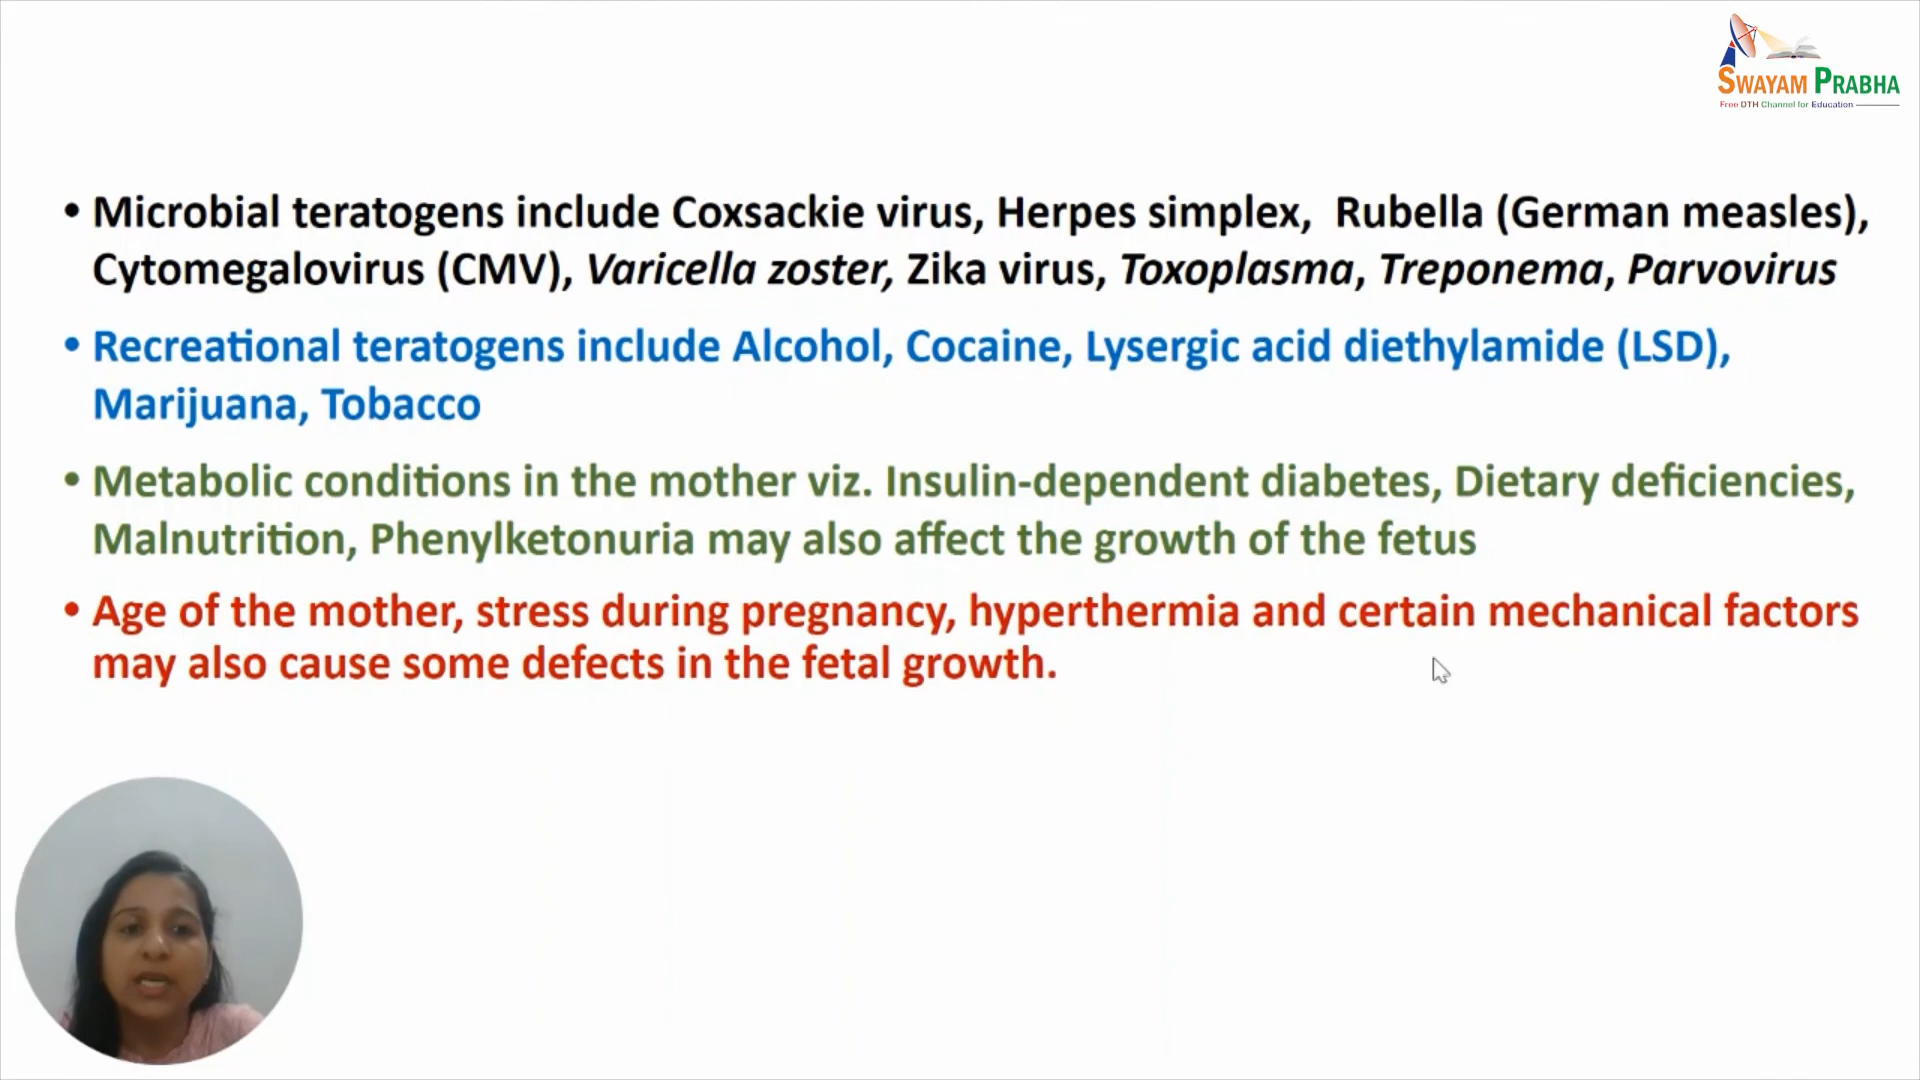 SWAYAM PRABHA
Free DTH Channel for Education
• Microbial teratogens include Coxsackie virus, Herpes simplex, Rubella (German measles),
Cytomegalovirus (CMV), Varicella zoster, Zika virus, Toxoplasma, Treponema, Parvovirus
• Recreational teratogens include Alcohol, Cocaine, Lysergic acid diethylamide (LSD),
Marijuana, Tobacco
• Metabolic conditions in the mother viz. Insulin-dependent diabetes, Dietary deficiencies,
Malnutrition, Phenylketonuria may also affect the growth of the fetus
• Age of the mother, stress during pregnancy, hyperthermia and certain mechanical factors
may also cause some defects in the fetal growth.